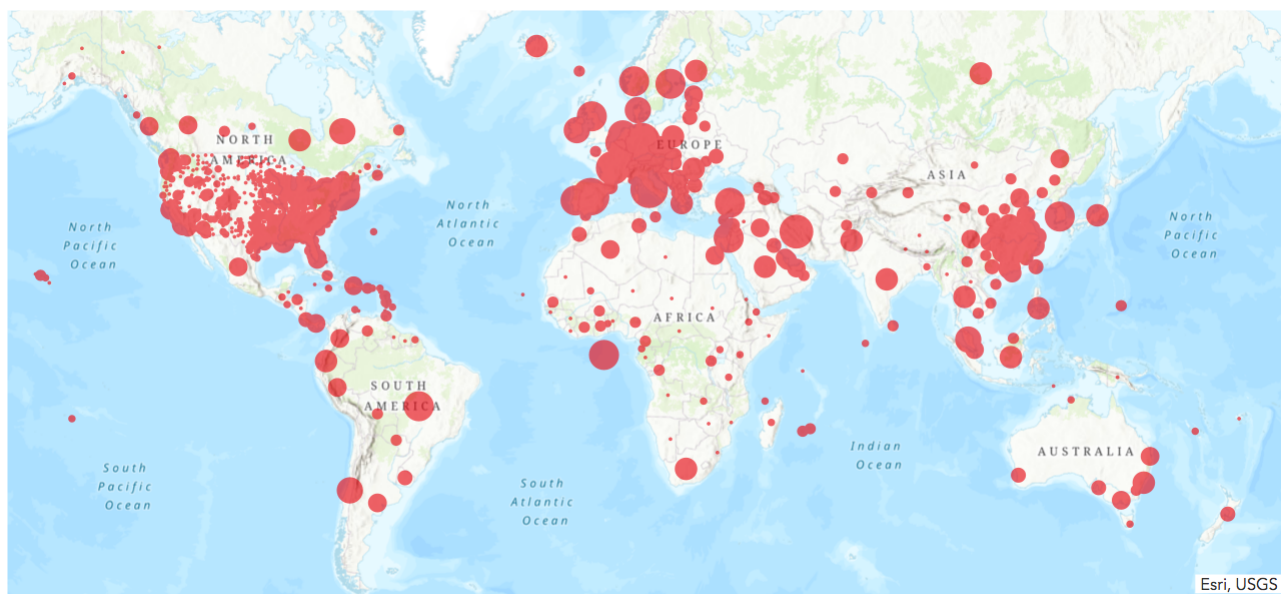 NORTH
AMERICA
EUROPE
ASIA
North
Atlantic
Ocean
North
Pacific
Ocean
North
Pacific
Ocean
AFRICA
SOUTH
AMERICA
Indian
Ocean
AUSTRALIA
South
Pacific
Ocean
South
Atlantic
Ocean
Esri, USGS